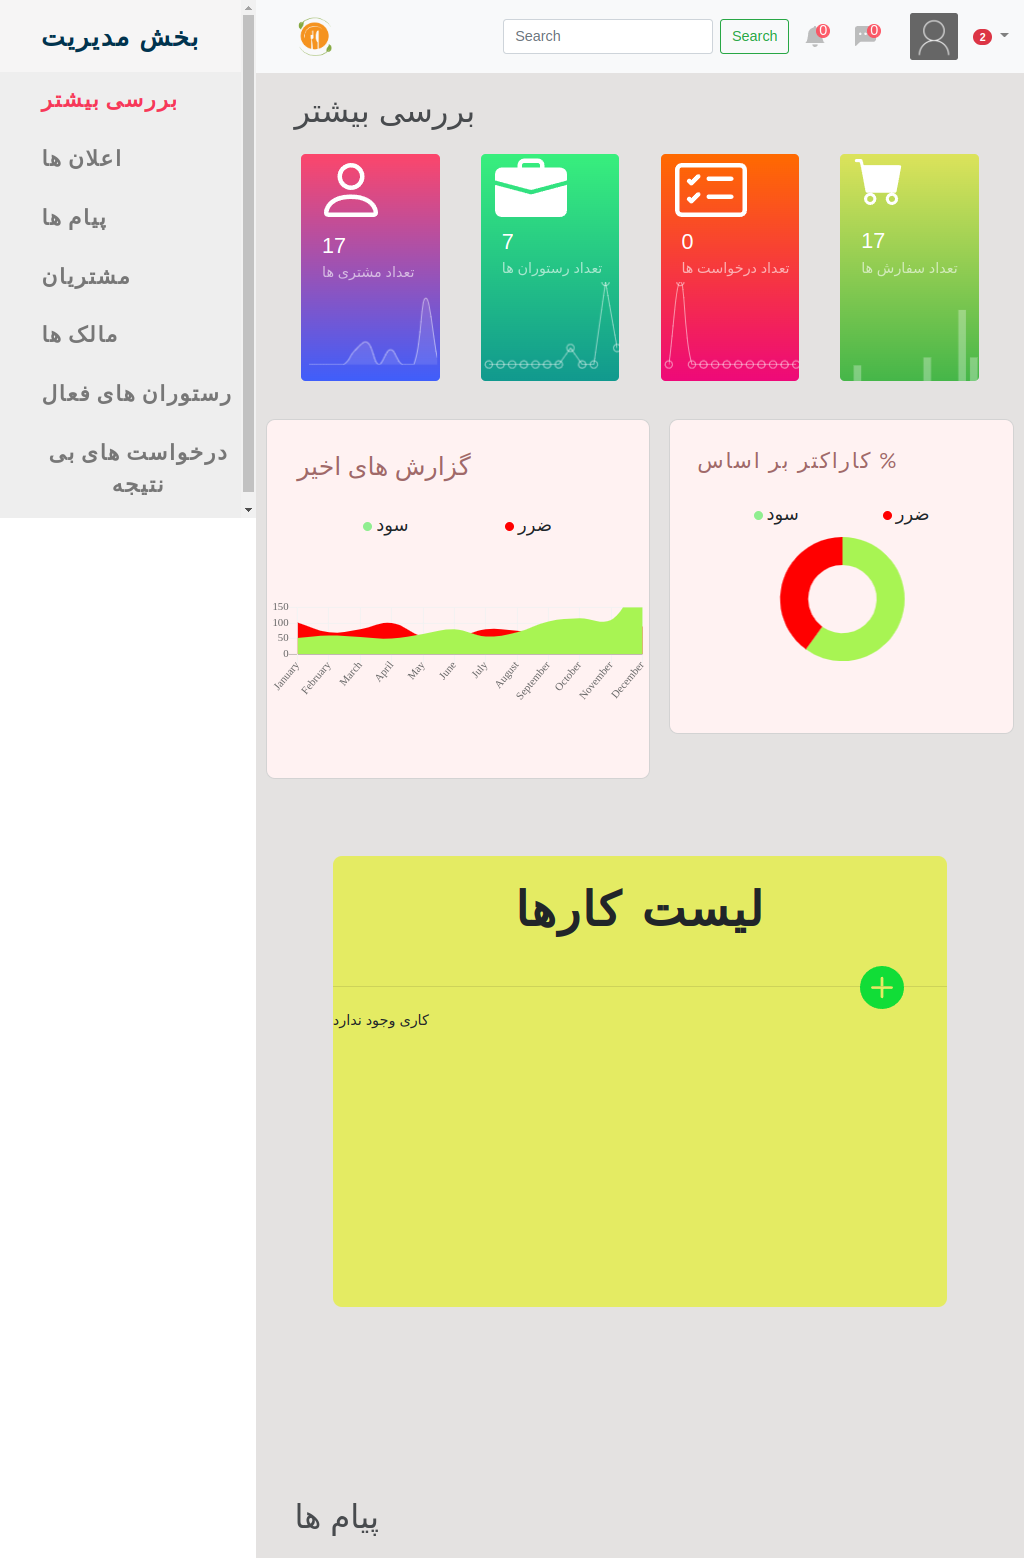 بخش مدیریت
بررسی بیشتر
اعلان ها
پیام ها
مشتریان
مالک ها
رستوران های فعال
درخواست های بی
نتیجه
Search
Search
0
0
2
بررسی بیشتر
17
تعداد مشتری ها
7
تعداد رستوران ها
0
تعداد درخواست ها
17
تعداد سفارش ها
گزارش های اخیر
سود
ضرر
150
100
50
0
January
February
March
April
May
June
July
August
September
October
November
December
% کاراکتر بر اساس
سود
ضرر
لیست کارها
کاری وجود ندارد
پیام ها